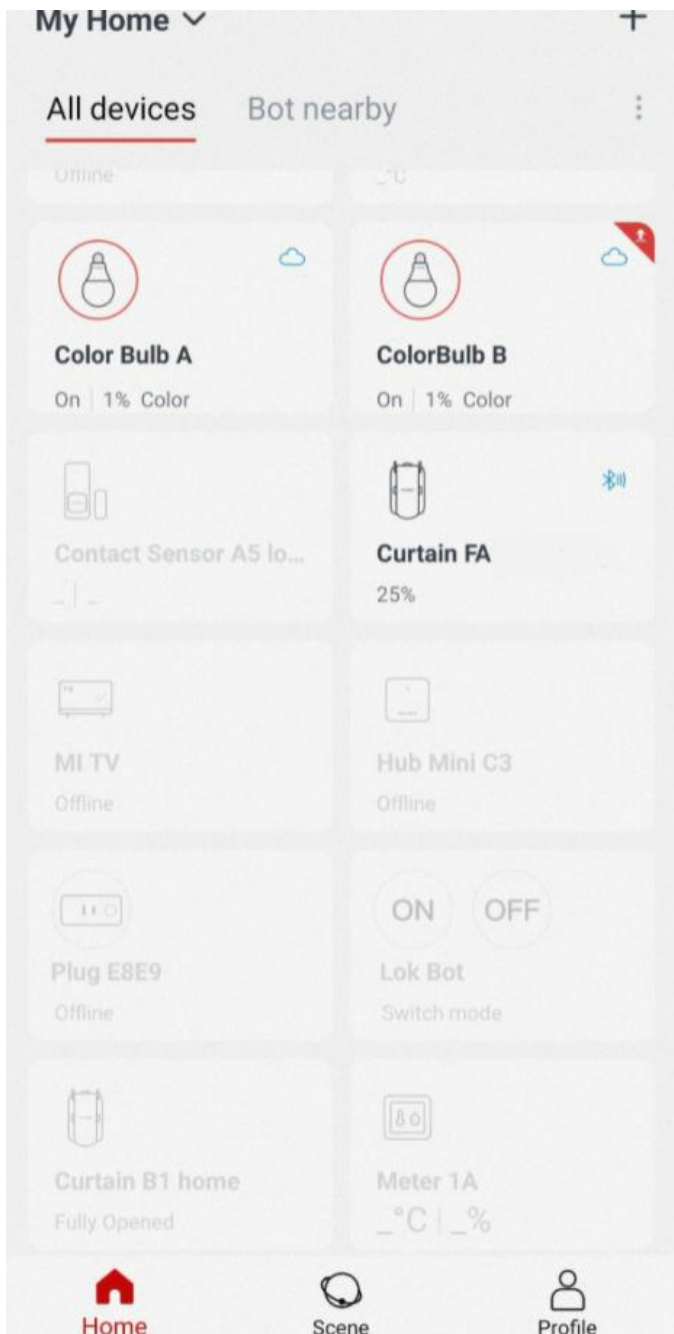 My Home
All devices
Bot nearby
Offline
_°C
Color Bulb A
On | 1% Color
ColorBulb B
On | 1% Color
Contact Sensor A5 lo...
_ | _
Curtain FA
25%
MI TV
Offline
Hub Mini C3
Offline
Plug E8E9
Offline
ON OFF
Lok Bot
Switch mode
Curtain B1 home
Fully Opened
Meter 1A
_°C | _%
Home
Scene
Profile